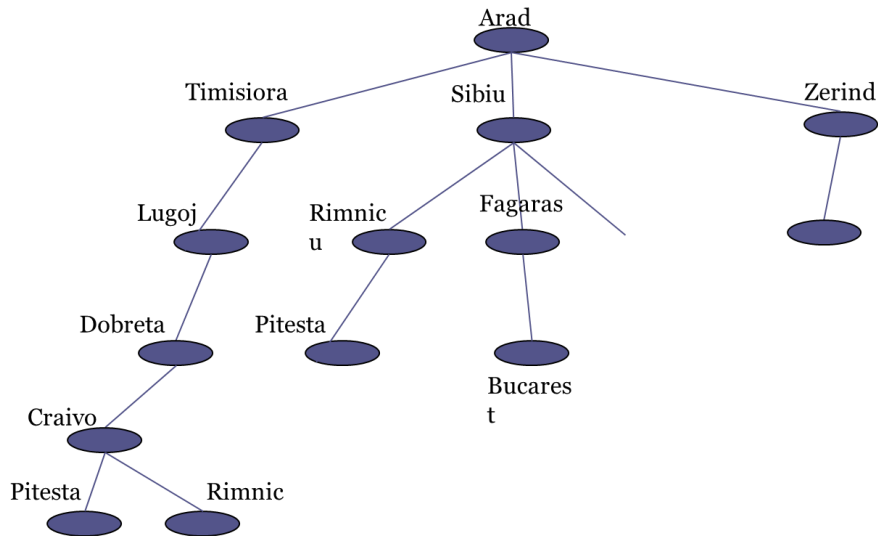 Arad
Timisiora
Sibiu
Zerind
Lugoj
Rimnic
u
Fagaras
Dobreta
Pitesta
Bucares
t
Craivo
Pitesta
Rimnic